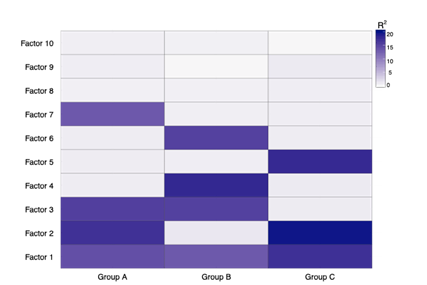 R²
Factor 10
20
Factor 9
15
10
Factor 8
5
0
Factor 7
Factor 6
Factor 5
Factor 4
Factor 3
Factor 2
Factor 1
Group A Group B Group C